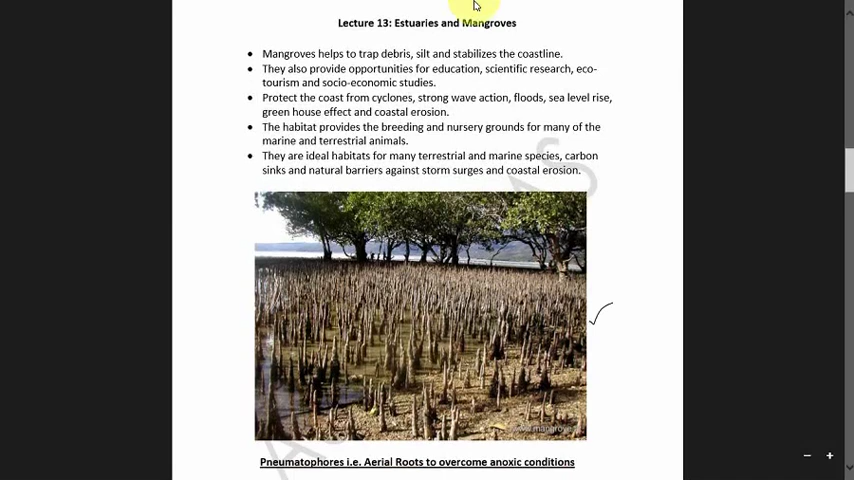 Lecture 13: Estuaries and Mangroves
• Mangroves helps to trap debris, silt and stabilizes the coastline.
• They also provide opportunities for education, scientific research, eco-
tourism and socio-economic studies.
• Protect the coast from cyclones, strong wave action, floods, sea level rise,
green house effect and coastal erosion.
• The habitat provides the breeding and nursery grounds for many of the
marine and terrestrial animals.
• They are ideal habitats for many terrestrial and marine species, carbon
sinks and natural barriers against storm surges and coastal erosion.
Pneumatophores i.e. Aerial Roots to overcome anoxic conditions